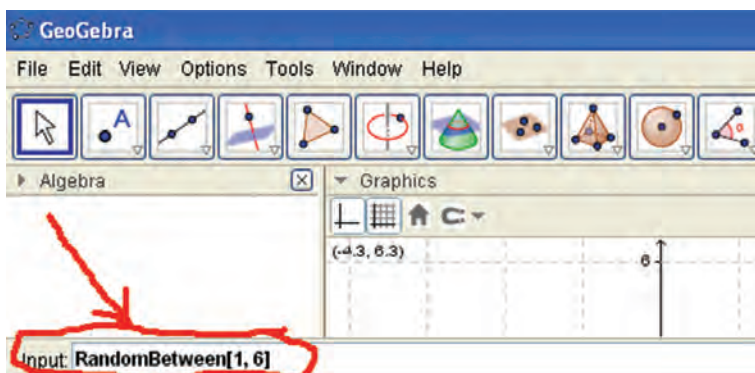 GeoGebra
File Edit View Options Tools Window Help
A
α
Algebra
Graphics
(-4.3, 6.3)
6
Input: RandomBetween[1, 6]